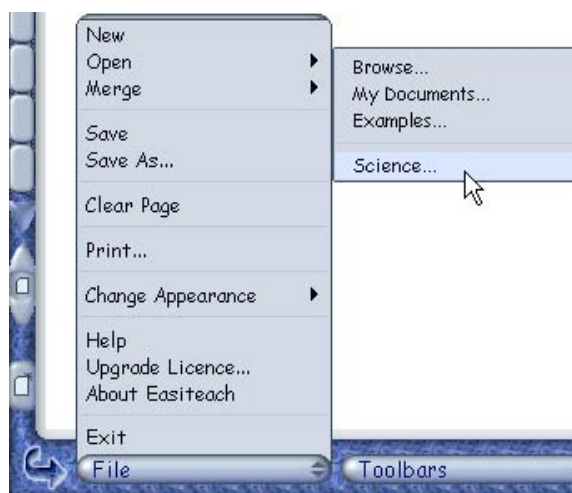 New
Open
Merge
Save
Save As...
Clear Page
Print...
Change Appearance
Help
Upgrade Licence...
About Easiteach
Exit
File
Browse...
My Documents...
Examples...
Science...
Toolbars